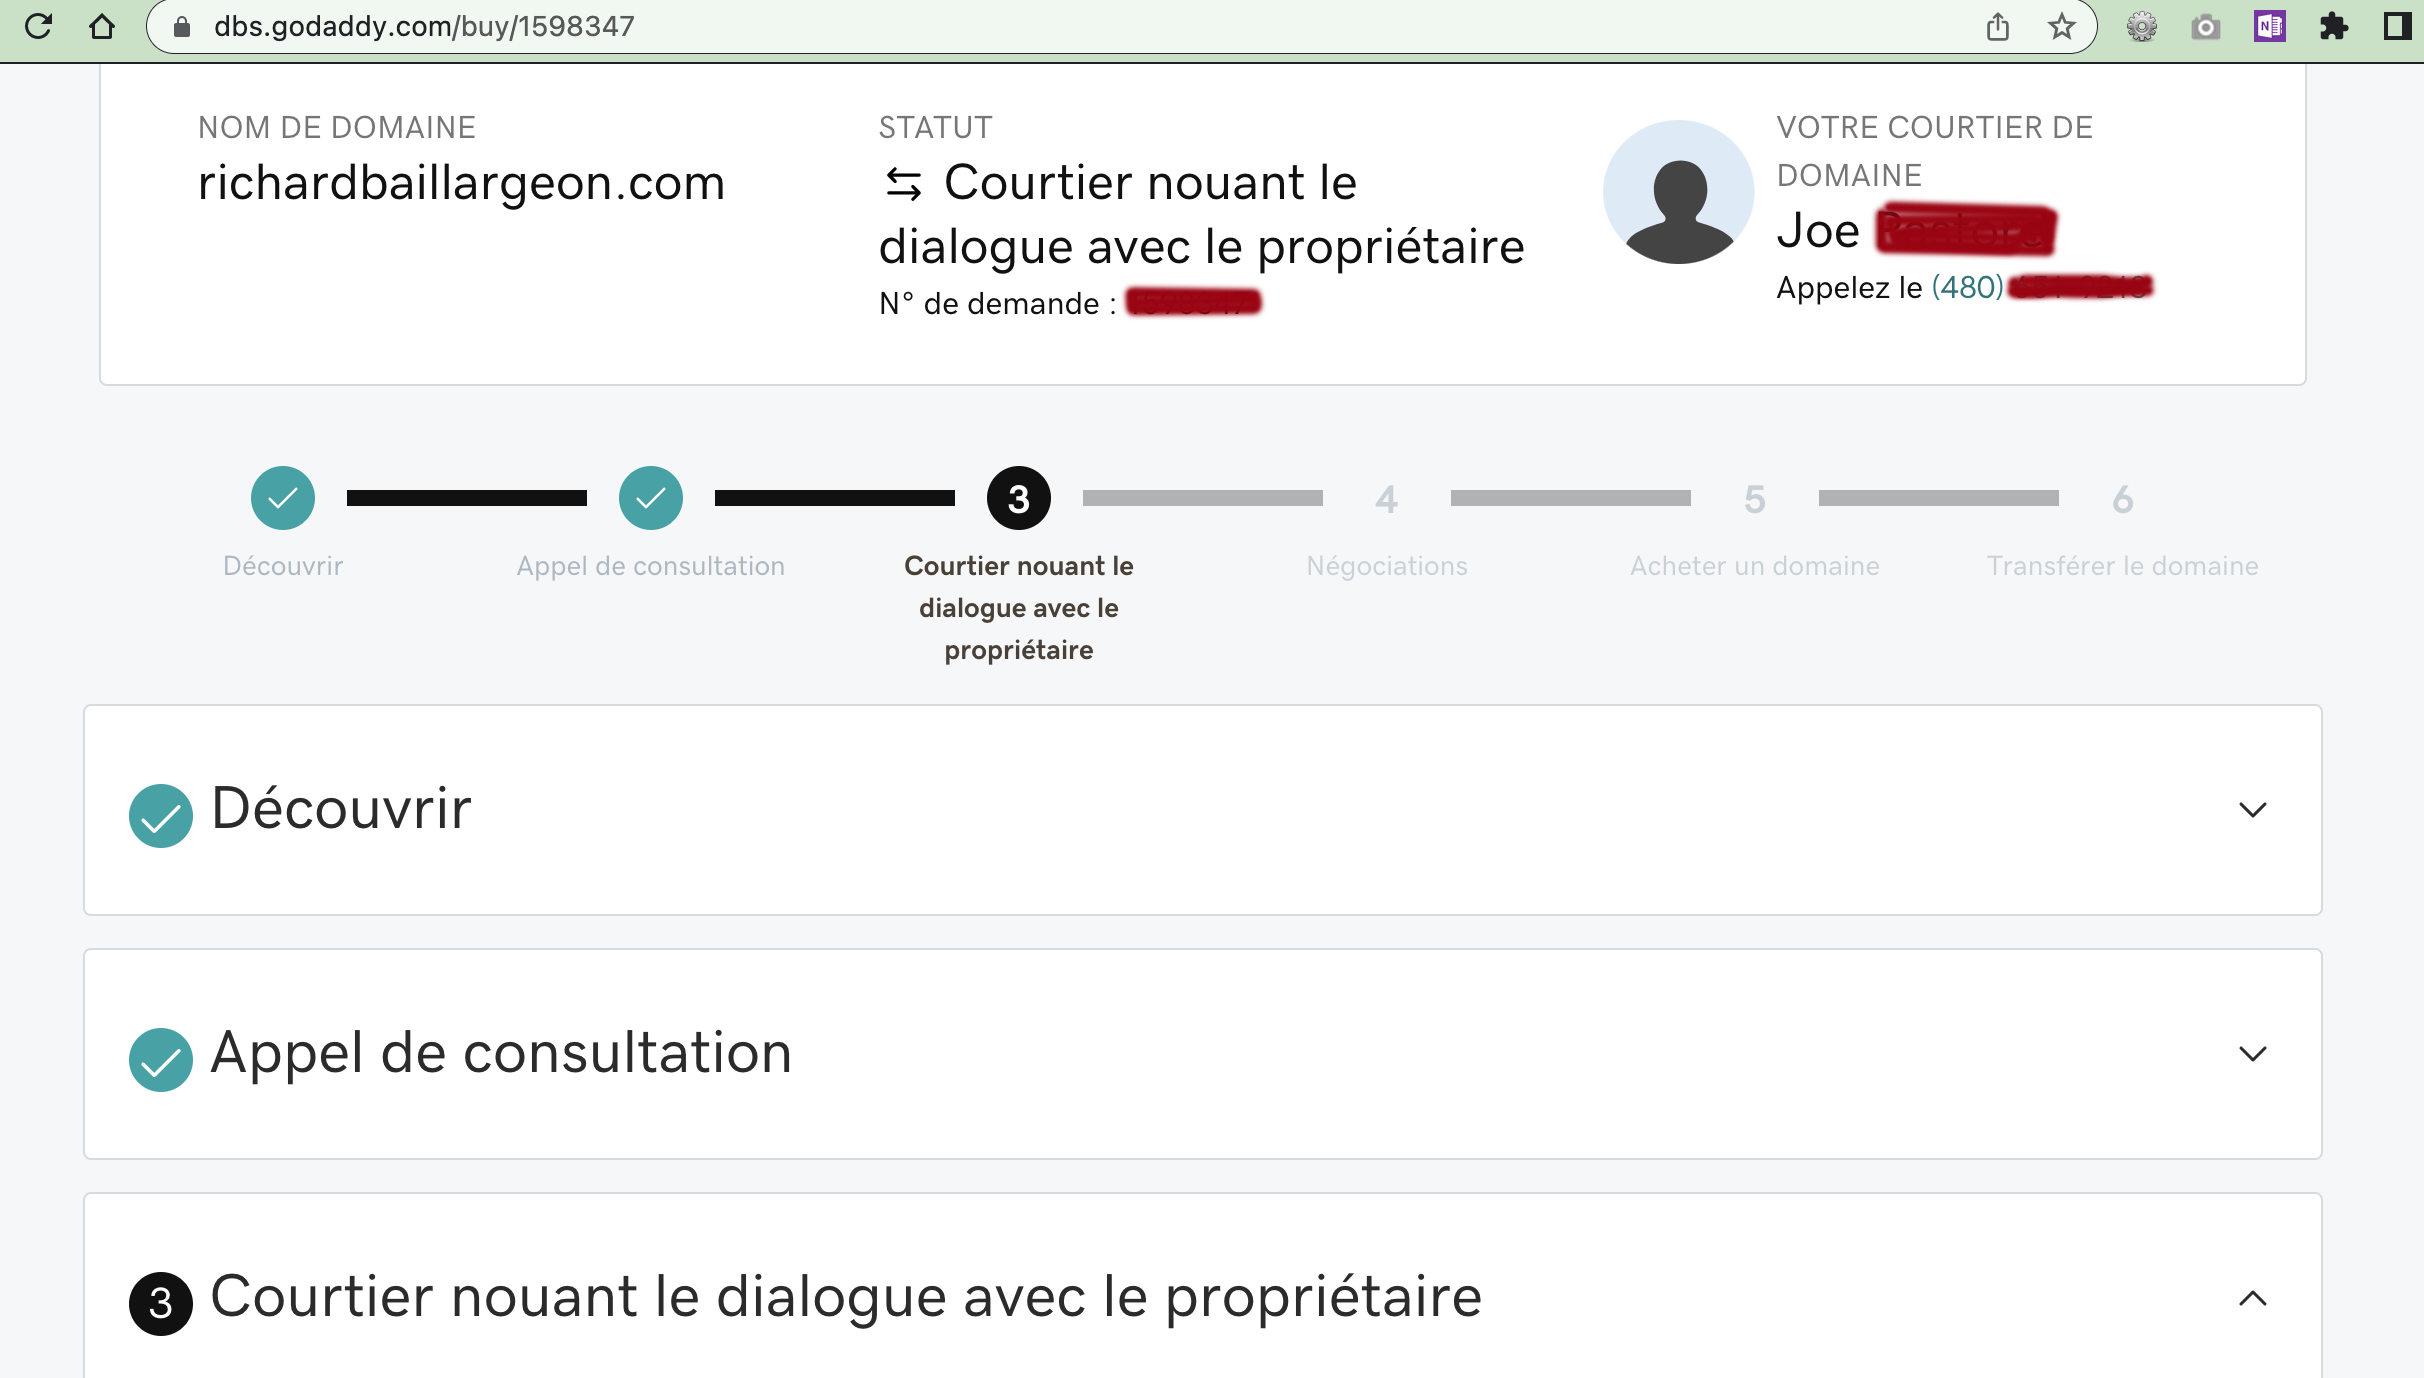 dbs.godaddy.com/buy/1598347
NOM DE DOMAINE
richardbaillargeon.com
STATUT
Courtier nouant le
dialogue avec le propriétaire
N° de demande :
VOTRE COURTIER DE
DOMAINE
Joe
Appelez le (480)
3
4
5
6
Découvrir
Appel de consultation
Courtier nouant le
dialogue avec le
propriétaire
Négociations
Acheter un domaine
Transférer le domaine
Découvrir
Appel de consultation
3 Courtier nouant le dialogue avec le propriétaire